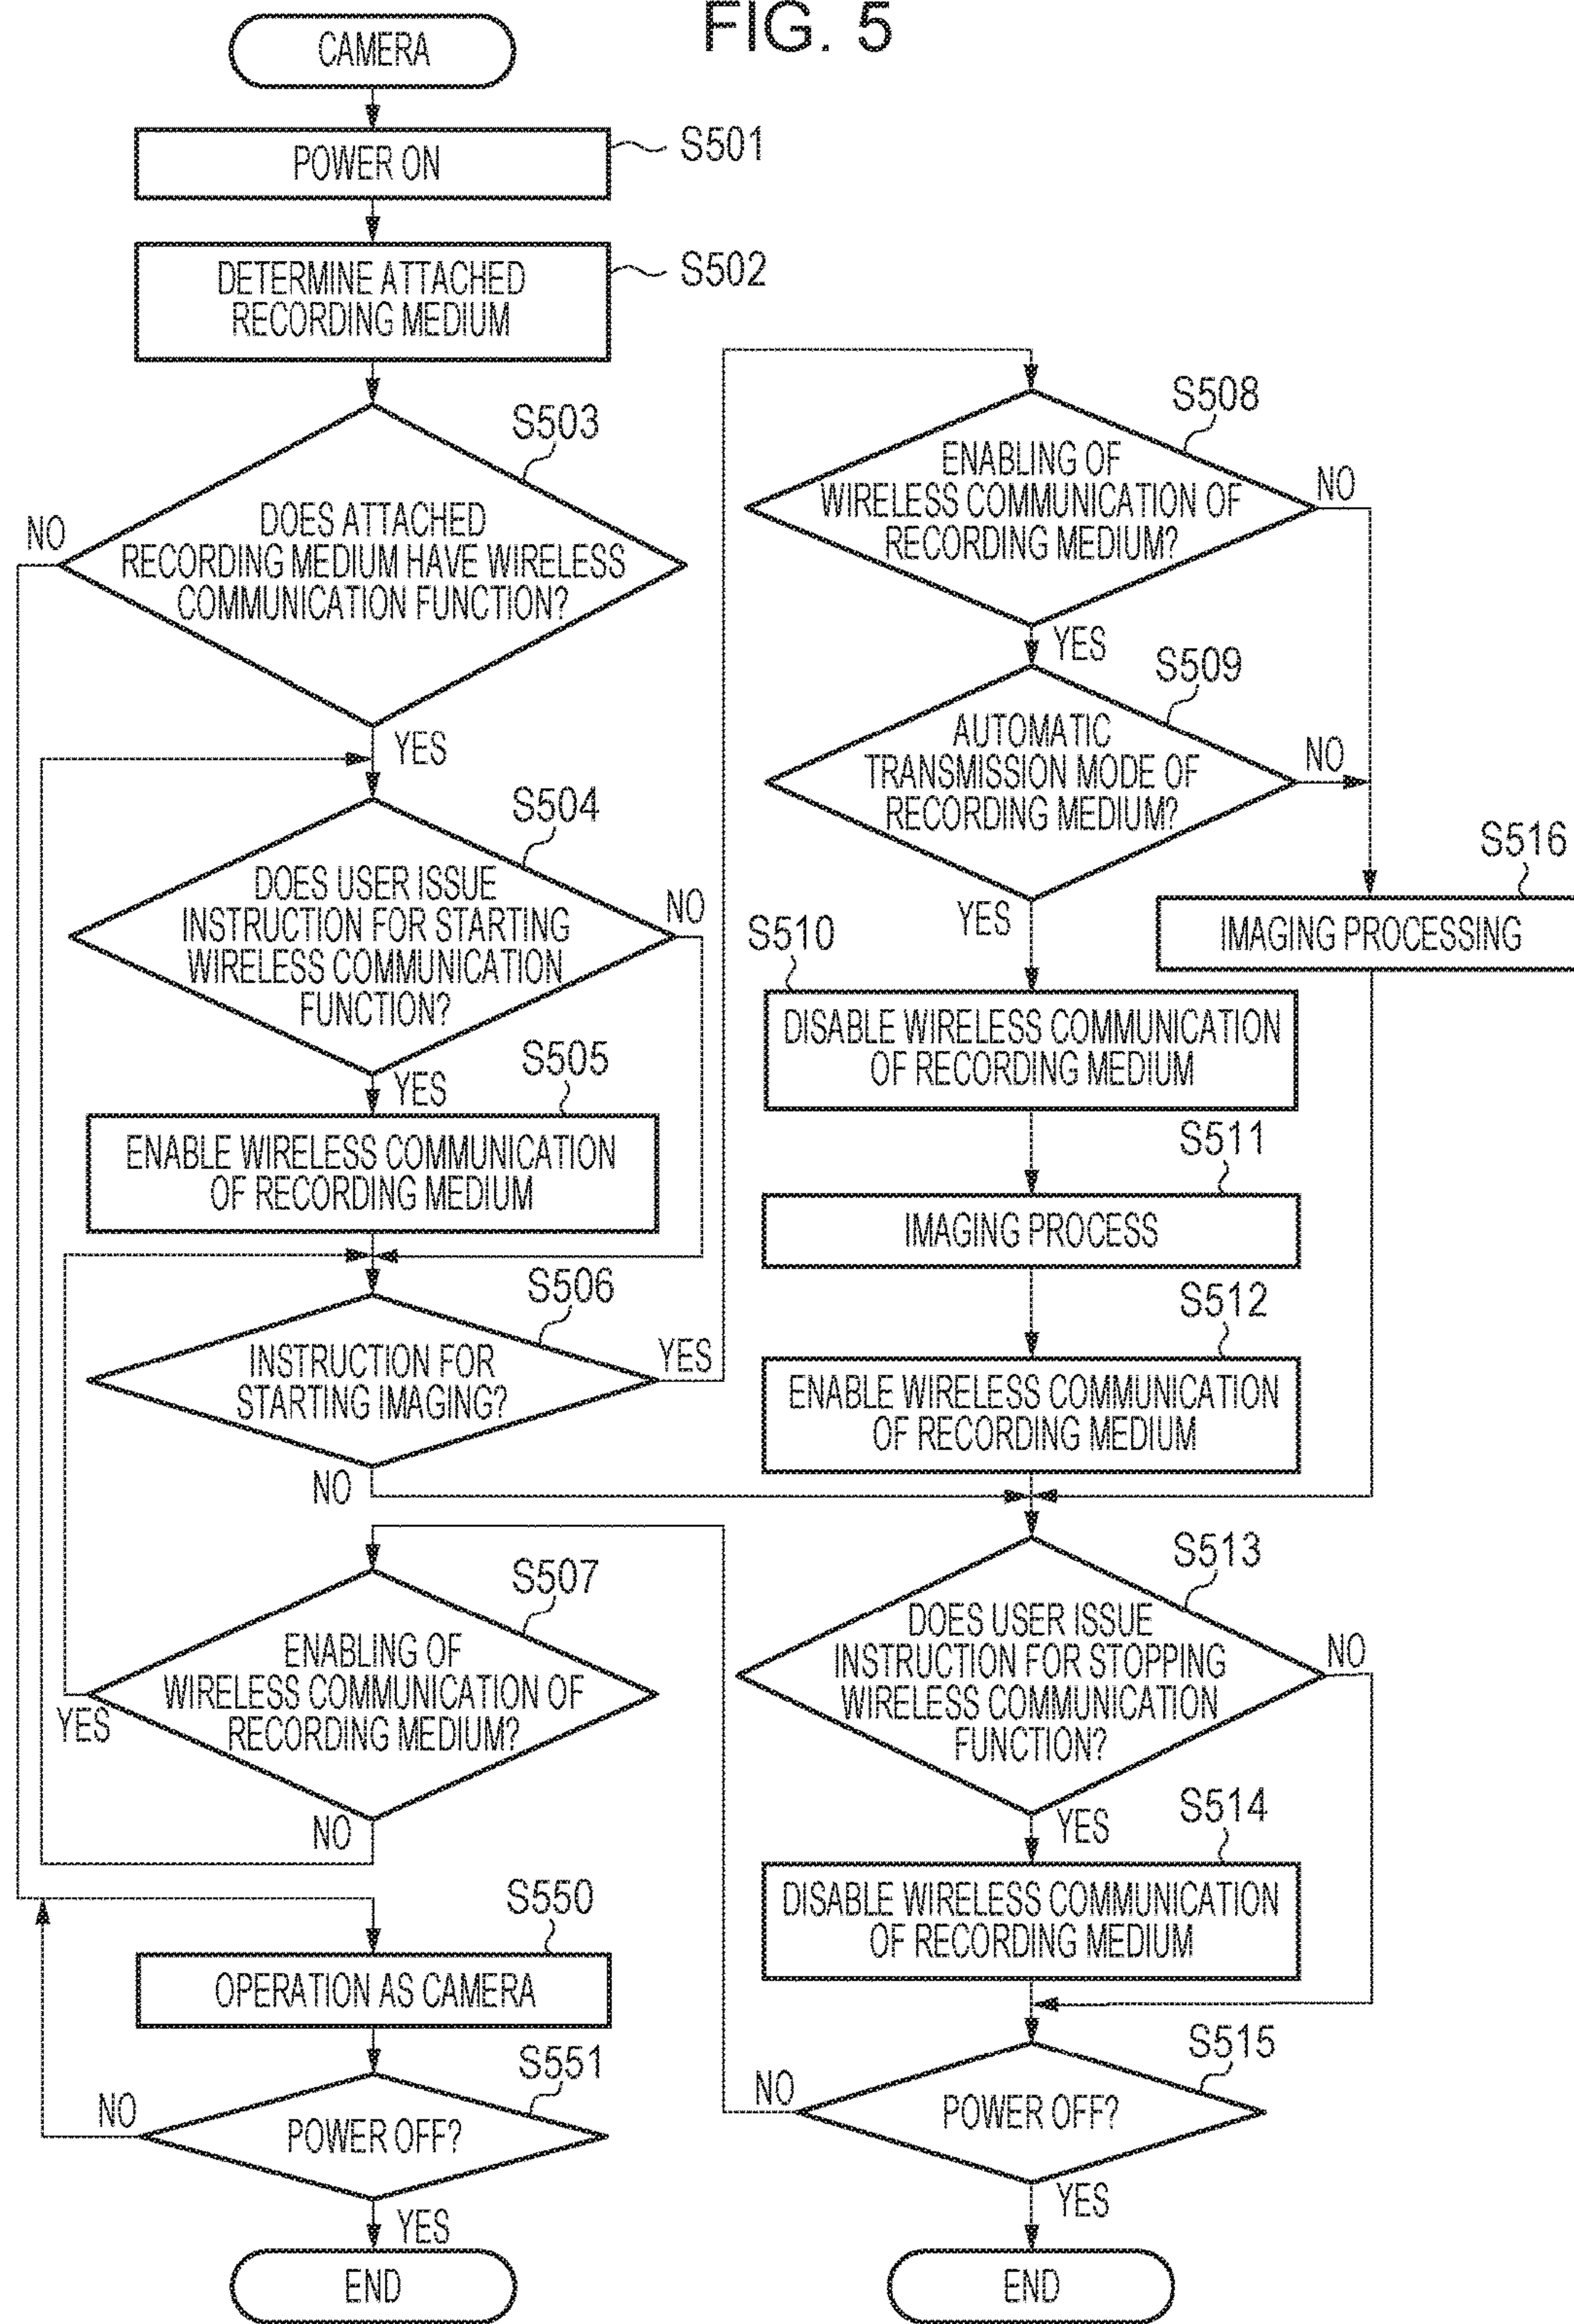 FIG. 5
CAMERA
POWER ON
S501
DETERMINE ATTACHED
RECORDING MEDIUM
S502
S503
DOES ATTACHED
RECORDING MEDIUM HAVE WIRELESS
COMMUNICATION FUNCTION?
NO
YES
S504
DOES USER ISSUE
INSTRUCTION FOR STARTING
WIRELESS COMMUNICATION
FUNCTION?
NO
YES
S505
ENABLE WIRELESS COMMUNICATION
OF RECORDING MEDIUM
S506
INSTRUCTION FOR
STARTING IMAGING?
YES
NO
S507
ENABLING OF
WIRELESS COMMUNICATION OF
RECORDING MEDIUM?
YES
NO
S550
OPERATION AS CAMERA
S551
POWER OFF?
NO
YES
END
S508
ENABLING OF
WIRELESS COMMUNICATION OF
RECORDING MEDIUM?
NO
YES
S509
AUTOMATIC
TRANSMISSION MODE OF
RECORDING MEDIUM?
NO
YES
S516
IMAGING PROCESSING
S510
DISABLE WIRELESS COMMUNICATION
OF RECORDING MEDIUM
S511
IMAGING PROCESS
S512
ENABLE WIRELESS COMMUNICATION
OF RECORDING MEDIUM
S513
DOES USER ISSUE
INSTRUCTION FOR STOPPING
WIRELESS COMMUNICATION
FUNCTION?
NO
YES
S514
DISABLE WIRELESS COMMUNICATION
OF RECORDING MEDIUM
S515
POWER OFF?
NO
YES
END